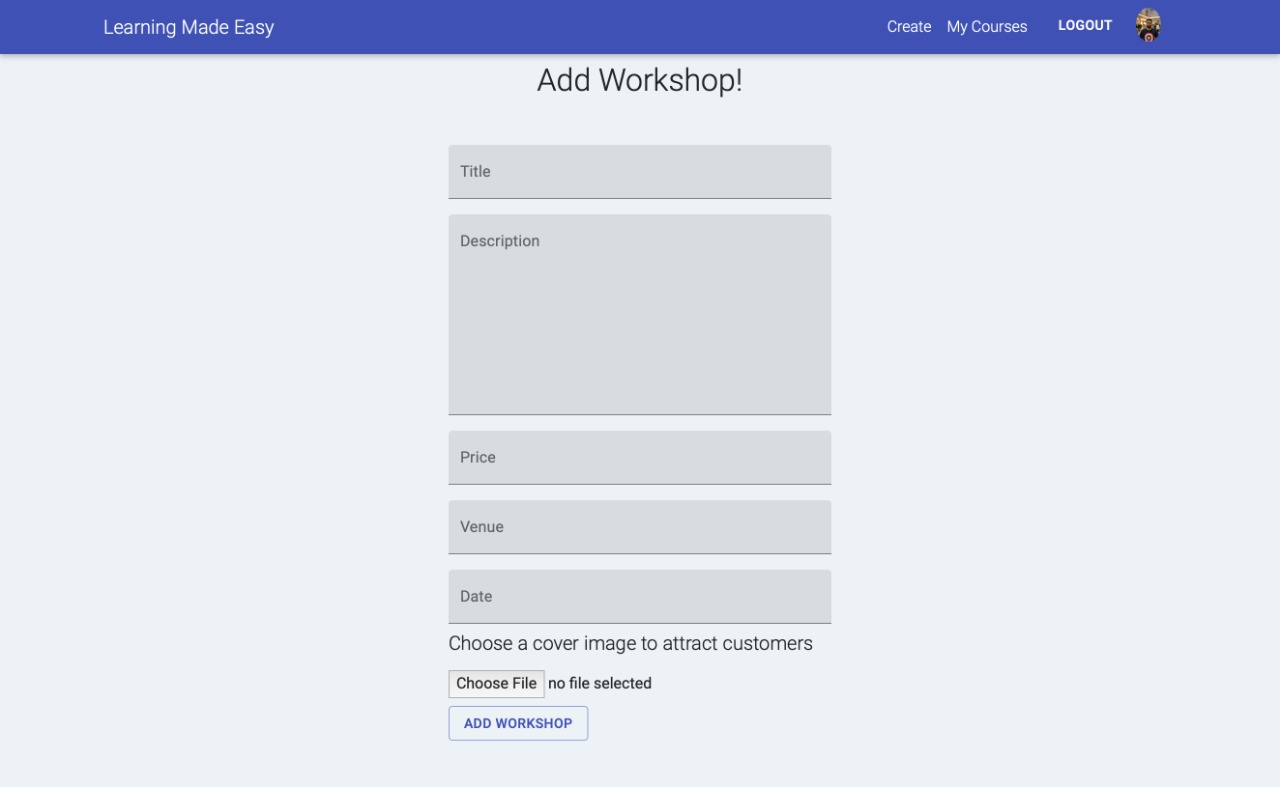 Learning Made Easy
Create My Courses LOGOUT
Add Workshop!
Title
Description
Price
Venue
Date
Choose a cover image to attract customers
Choose File no file selected
ADD WORKSHOP